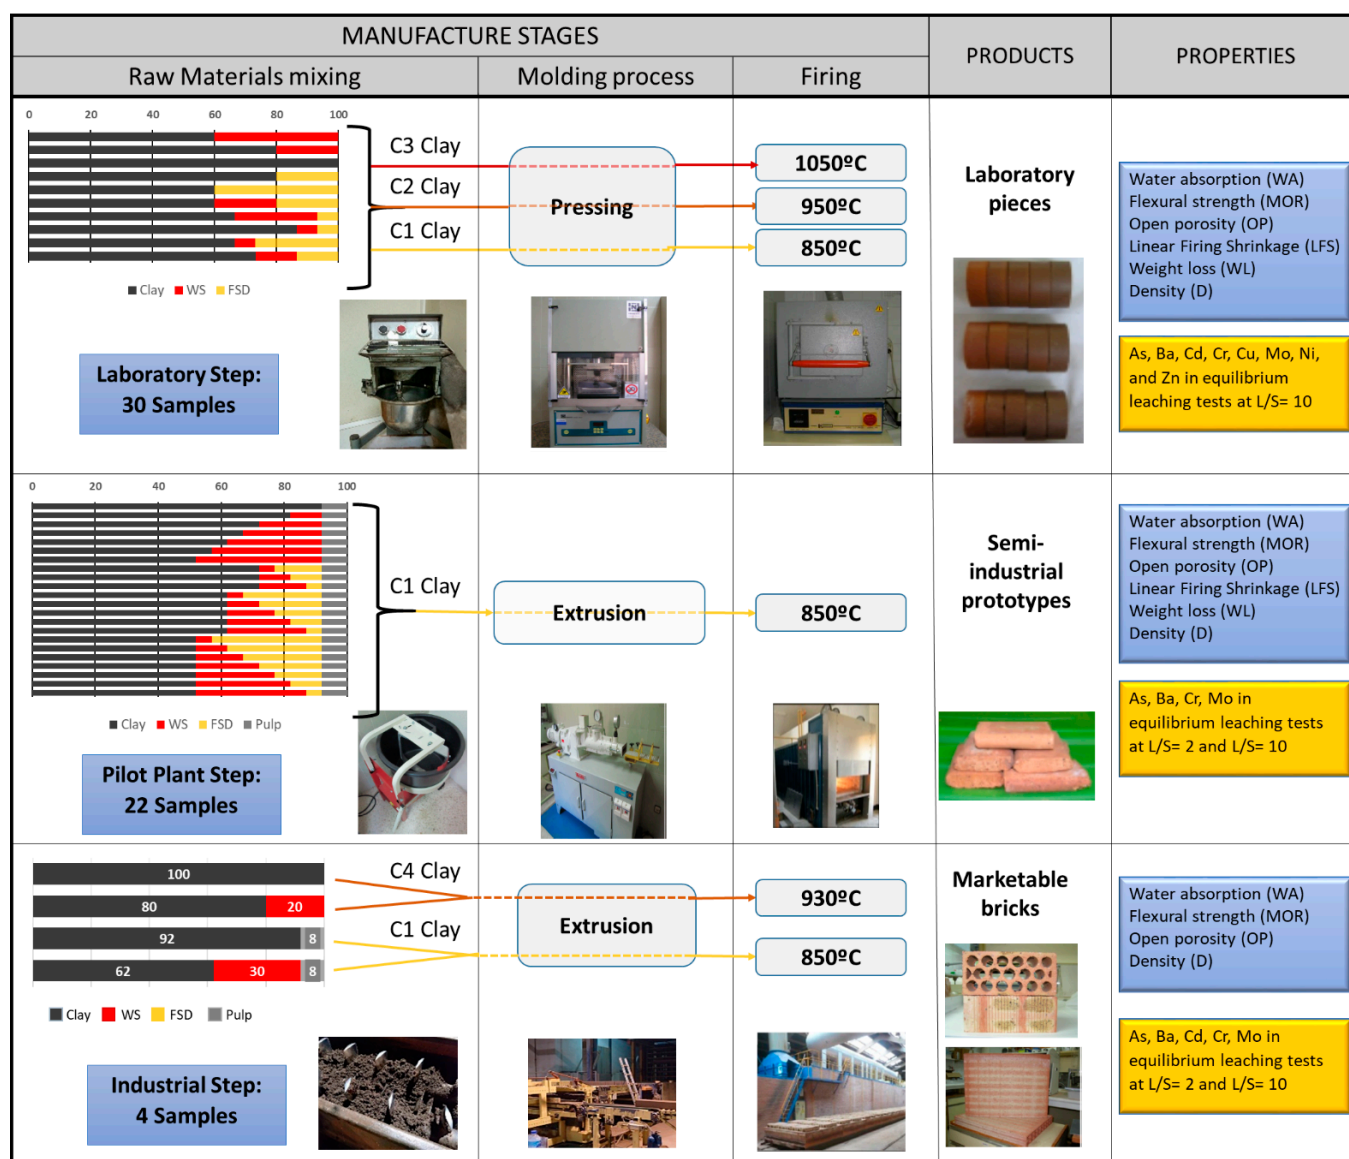 MANUFACTURE STAGES
PRODUCTS
PROPERTIES
Raw Materials mixing
Molding process
Firing
0 20 40 60 80 100
C3 Clay
C2 Clay
C1 Clay
Pressing
1050ºC
950ºC
850ºC
Clay WS FSD
Laboratory Step:
30 Samples
Laboratory
pieces
Water absorption (WA)
Flexural strength (MOR)
Open porosity (OP)
Linear Firing Shrinkage (LFS)
Weight loss (WL)
Density (D)
As, Ba, Cd, Cr, Cu, Mo, Ni,
and Zn in equilibrium
leaching tests at L/S= 10
0 20 40 60 80 100
C1 Clay
Extrusion
850ºC
Clay WS FSD Pulp
Pilot Plant Step:
22 Samples
Semi-
industrial
prototypes
Water absorption (WA)
Flexural strength (MOR)
Open porosity (OP)
Linear Firing Shrinkage (LFS)
Weight loss (WL)
Density (D)
As, Ba, Cr, Mo in
equilibrium leaching tests
at L/S= 2 and L/S= 10
100
80 20
92 8
62 30 8
C4 Clay
C1 Clay
Extrusion
930ºC
850ºC
Clay WS FSD Pulp
Industrial Step:
4 Samples
Marketable
bricks
Water absorption (WA)
Flexural strength (MOR)
Open porosity (OP)
Density (D)
As, Ba, Cd, Cr, Mo in
equilibrium leaching tests
at L/S= 2 and L/S= 10